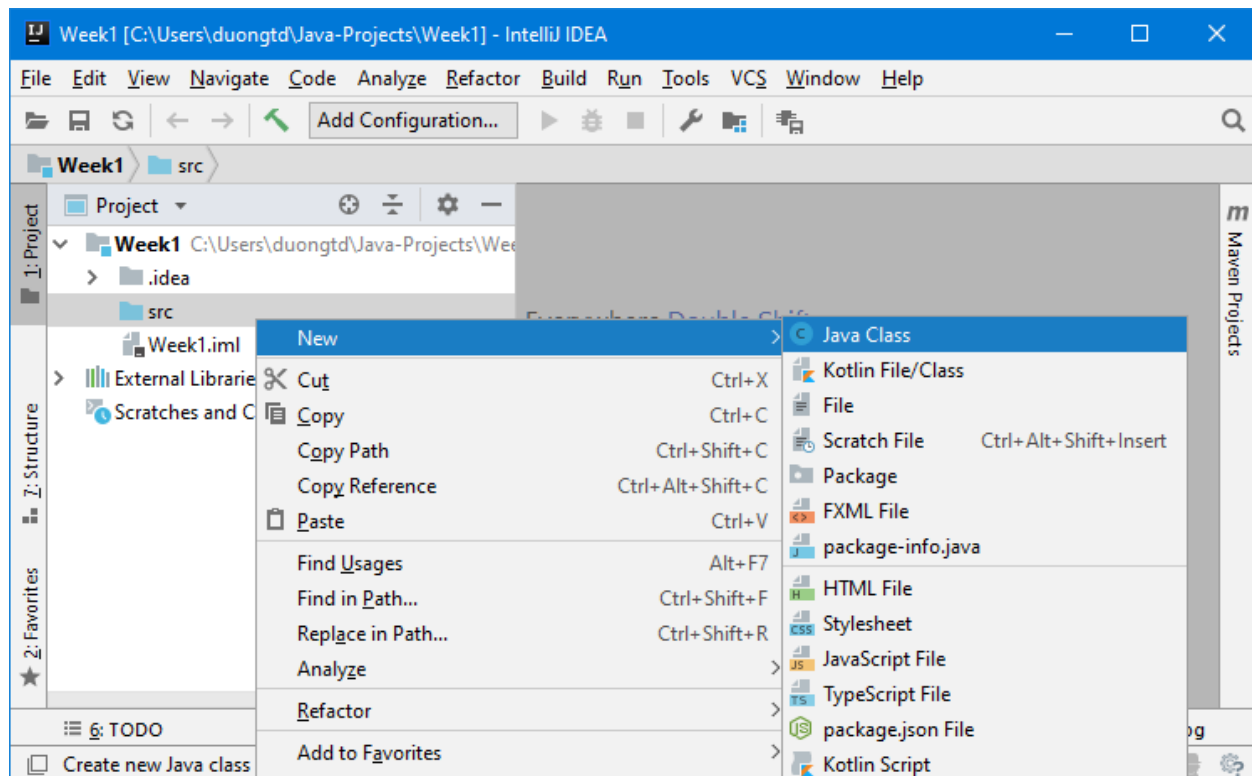 Week1 [C:\Users\duongtd\Java-Projects\Week1] - IntelliJ IDEA
File Edit View Navigate Code Analyze Refactor Build Run Tools VCS Window Help
Add Configuration...
Week1 src
1: Project
Project
Week1 C:\Users\duongtd\Java-Projects\Wee
.idea
src
Week1.iml
External Librarie
Scratches and C
7: Structure
2: Favorites
Double Shift
New
Cut Ctrl+X
Copy Ctrl+C
Copy Path Ctrl+Shift+C
Copy Reference Ctrl+Alt+Shift+C
Paste Ctrl+V
Find Usages Alt+F7
Find in Path... Ctrl+Shift+F
Replace in Path... Ctrl+Shift+R
Analyze
Refactor
Add to Favorites
Java Class
Kotlin File/Class
File
Scratch File Ctrl+Alt+Shift+Insert
Package
FXML File
package-info.java
HTML File
Stylesheet
JavaScript File
TypeScript File
package.json File
Kotlin Script
Maven Projects
6: TODO
Create new Java class